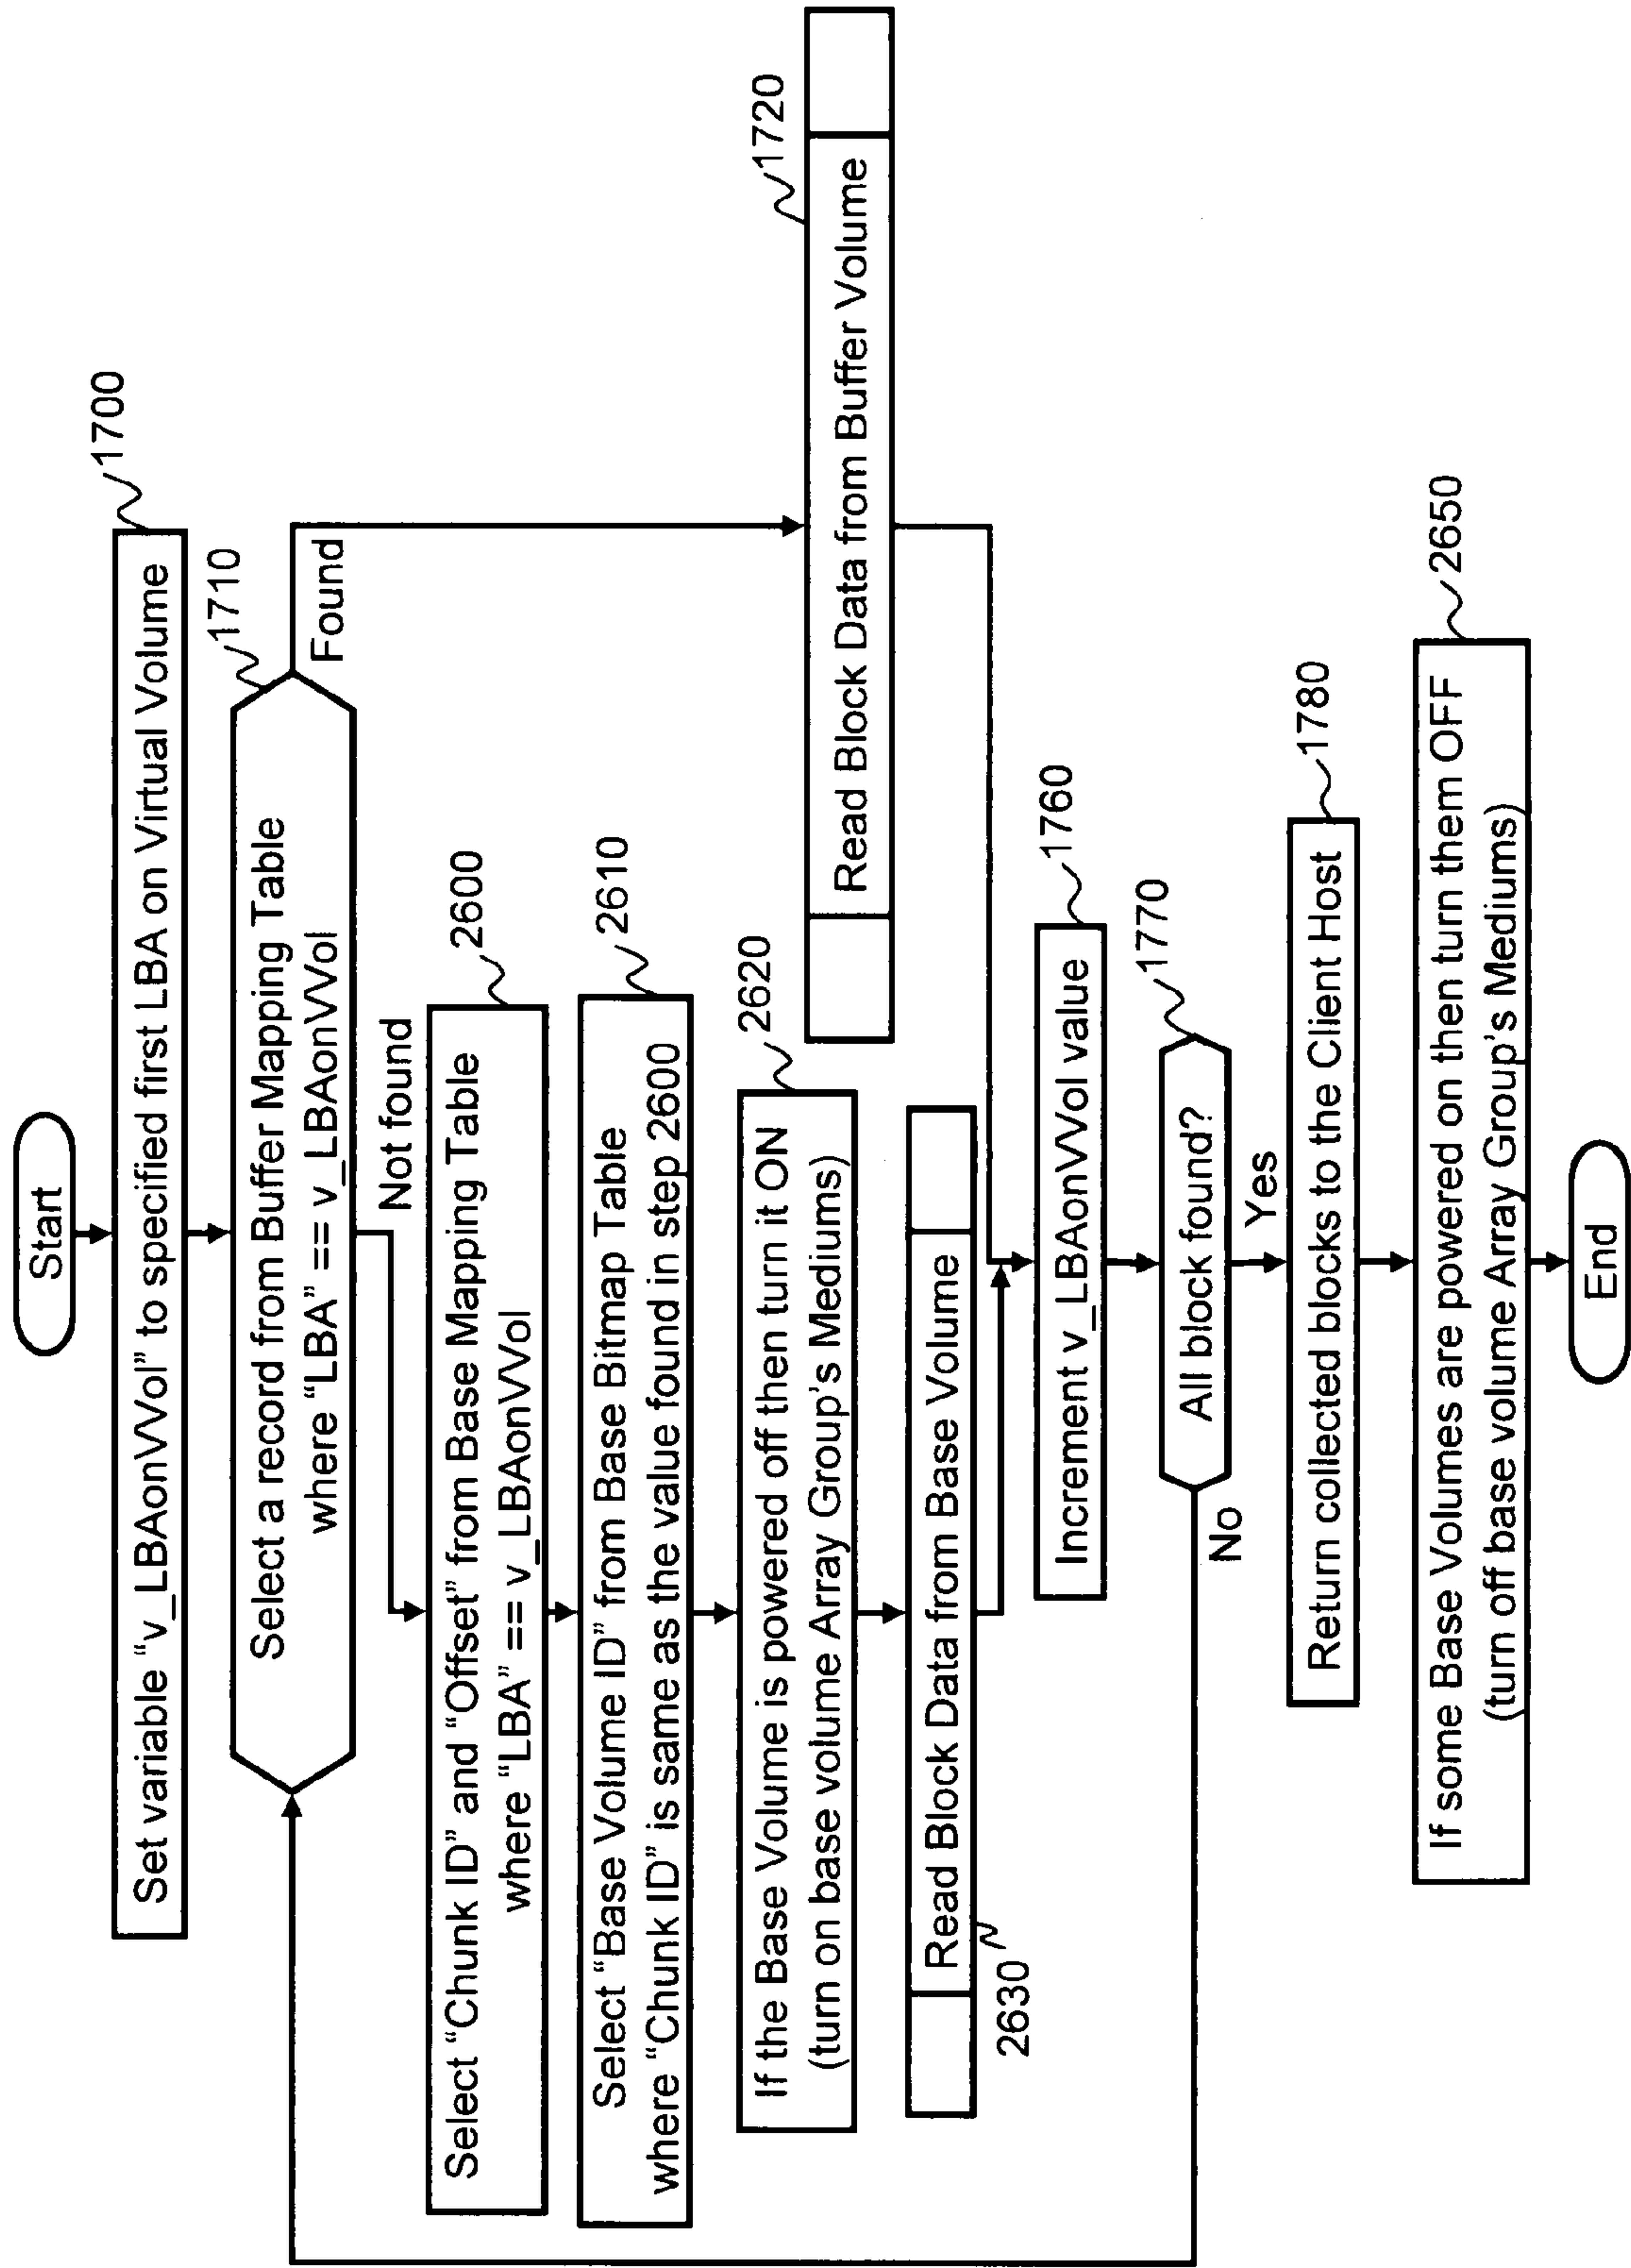 Start
1700
Set variable “v_LBAonVVol” to specified first LBA on Virtual Volume
1710
Select a record from Buffer Mapping Table
where “LBA” == v_LBAonVVol
Found
Not found
2600
Select “Chunk ID” and “Offset” from Base Mapping Table
where “LBA” == v_LBAonVVol
2610
Select “Base Volume ID” from Base Bitmap Table
where “Chunk ID” is same as the value found in step 2600
2620
If the Base Volume is powered off then turn it ON
(turn on base volume Array Group's Mediums)
1720
Read Block Data from Buffer Volume
Read Block Data from Base Volume
2630
1760
Increment v_LBAonVVol value
1770
All block found?
No
Yes
1780
Return collected blocks to the Client Host
2650
If some Base Volumes are powered on then turn them OFF
(turn off base volume Array Group's Mediums)
End